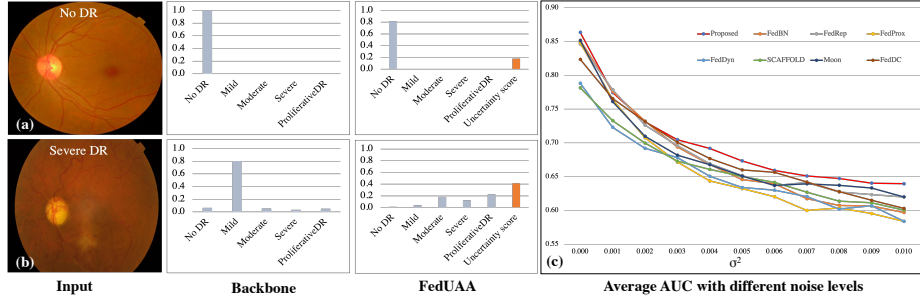 No DR
(a)
1.0
0.8
0.6
0.4
0.2
0.0
No DR
Mild
Moderate
Severe
ProliferativeDR
1.0
0.8
0.6
0.4
0.2
0.0
No DR
Mild
Moderate
Severe
ProliferativeDR
Uncertainty score
Severe DR
(b)
1.0
0.8
0.6
0.4
0.2
0.0
No DR
Mild
Moderate
Severe
ProliferativeDR
1.0
0.8
0.6
0.4
0.2
0.0
No DR
Mild
Moderate
Severe
ProliferativeDR
Uncertainty score
0.90
0.85
0.80
0.75
0.70
0.65
0.60
0.55
Proposed FedBN FedRep FedProx
FedDyn SCAFFOLD Moon FedDC
0.000 0.001 0.002 0.003 0.004 0.005 0.006 0.007 0.008 0.009 0.010
(c) σ²
Input Backbone FedUAA Average AUC with different noise levels